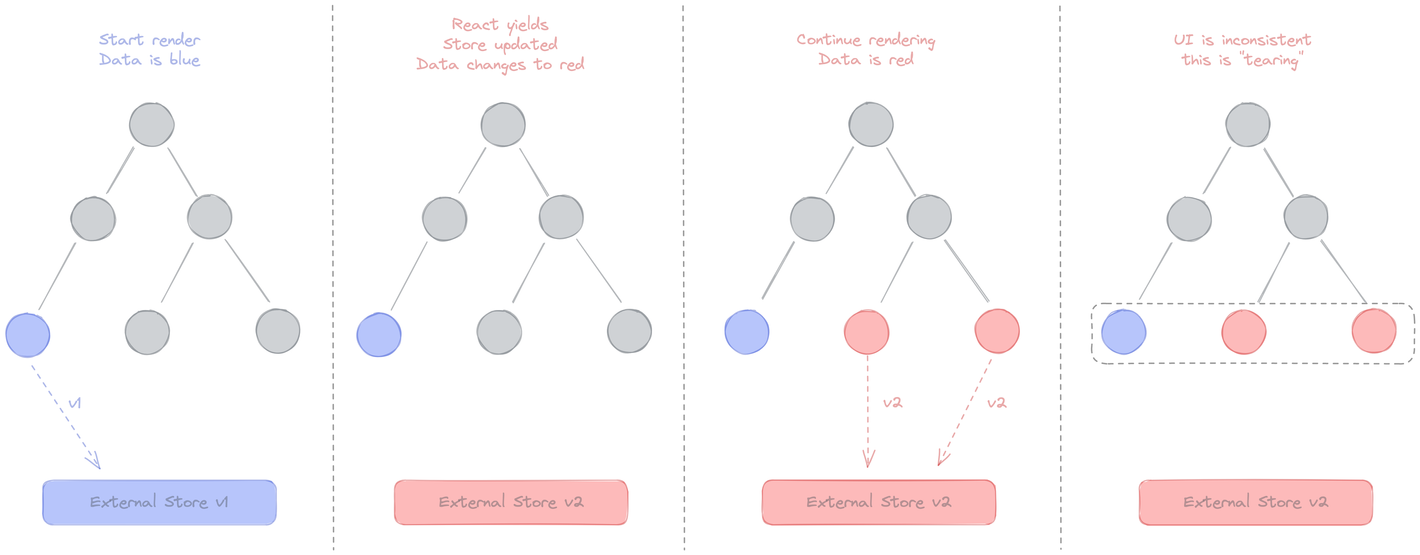 Start render
Data is blue
v1
External Store v1
React yields
Store updated
Data changes to red
External Store v2
Continue rendering
Data is red
v2
v2
External Store v2
UI is inconsistent
this is "tearing"
External Store v2